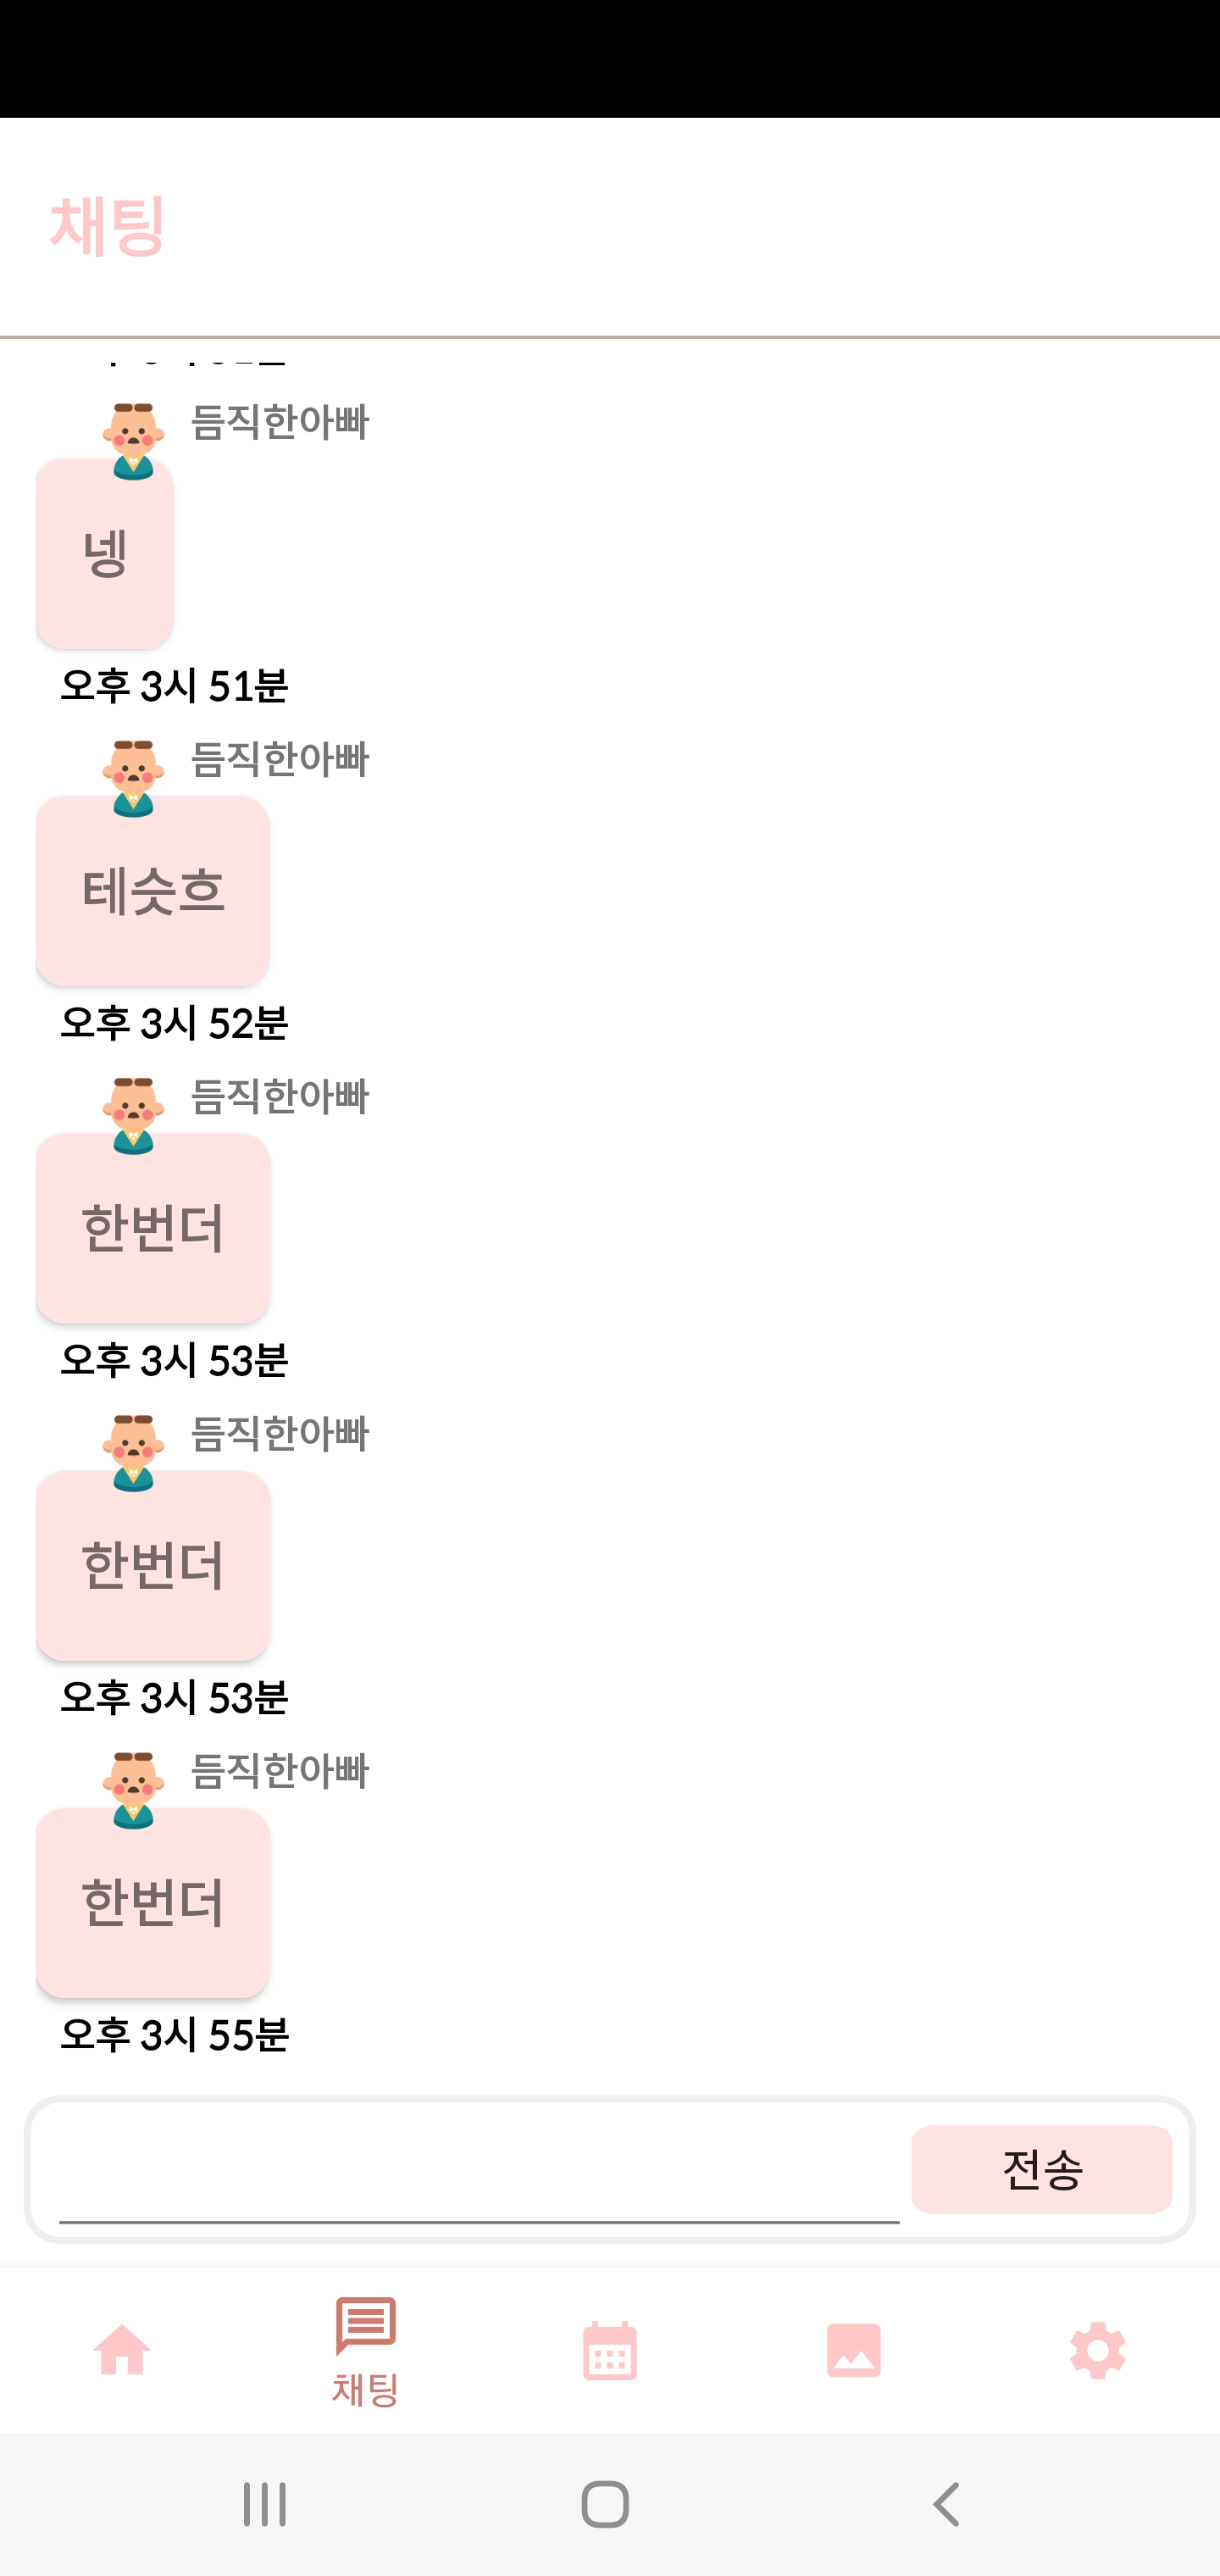 채팅
듬직한아빠
넹
오후 3시 51분
듬직한아빠
테슷흐
오후 3시 52분
듬직한아빠
한번더
오후 3시 53분
듬직한아빠
한번더
오후 3시 53분
듬직한아빠
한번더
오후 3시 55분
전송
채팅